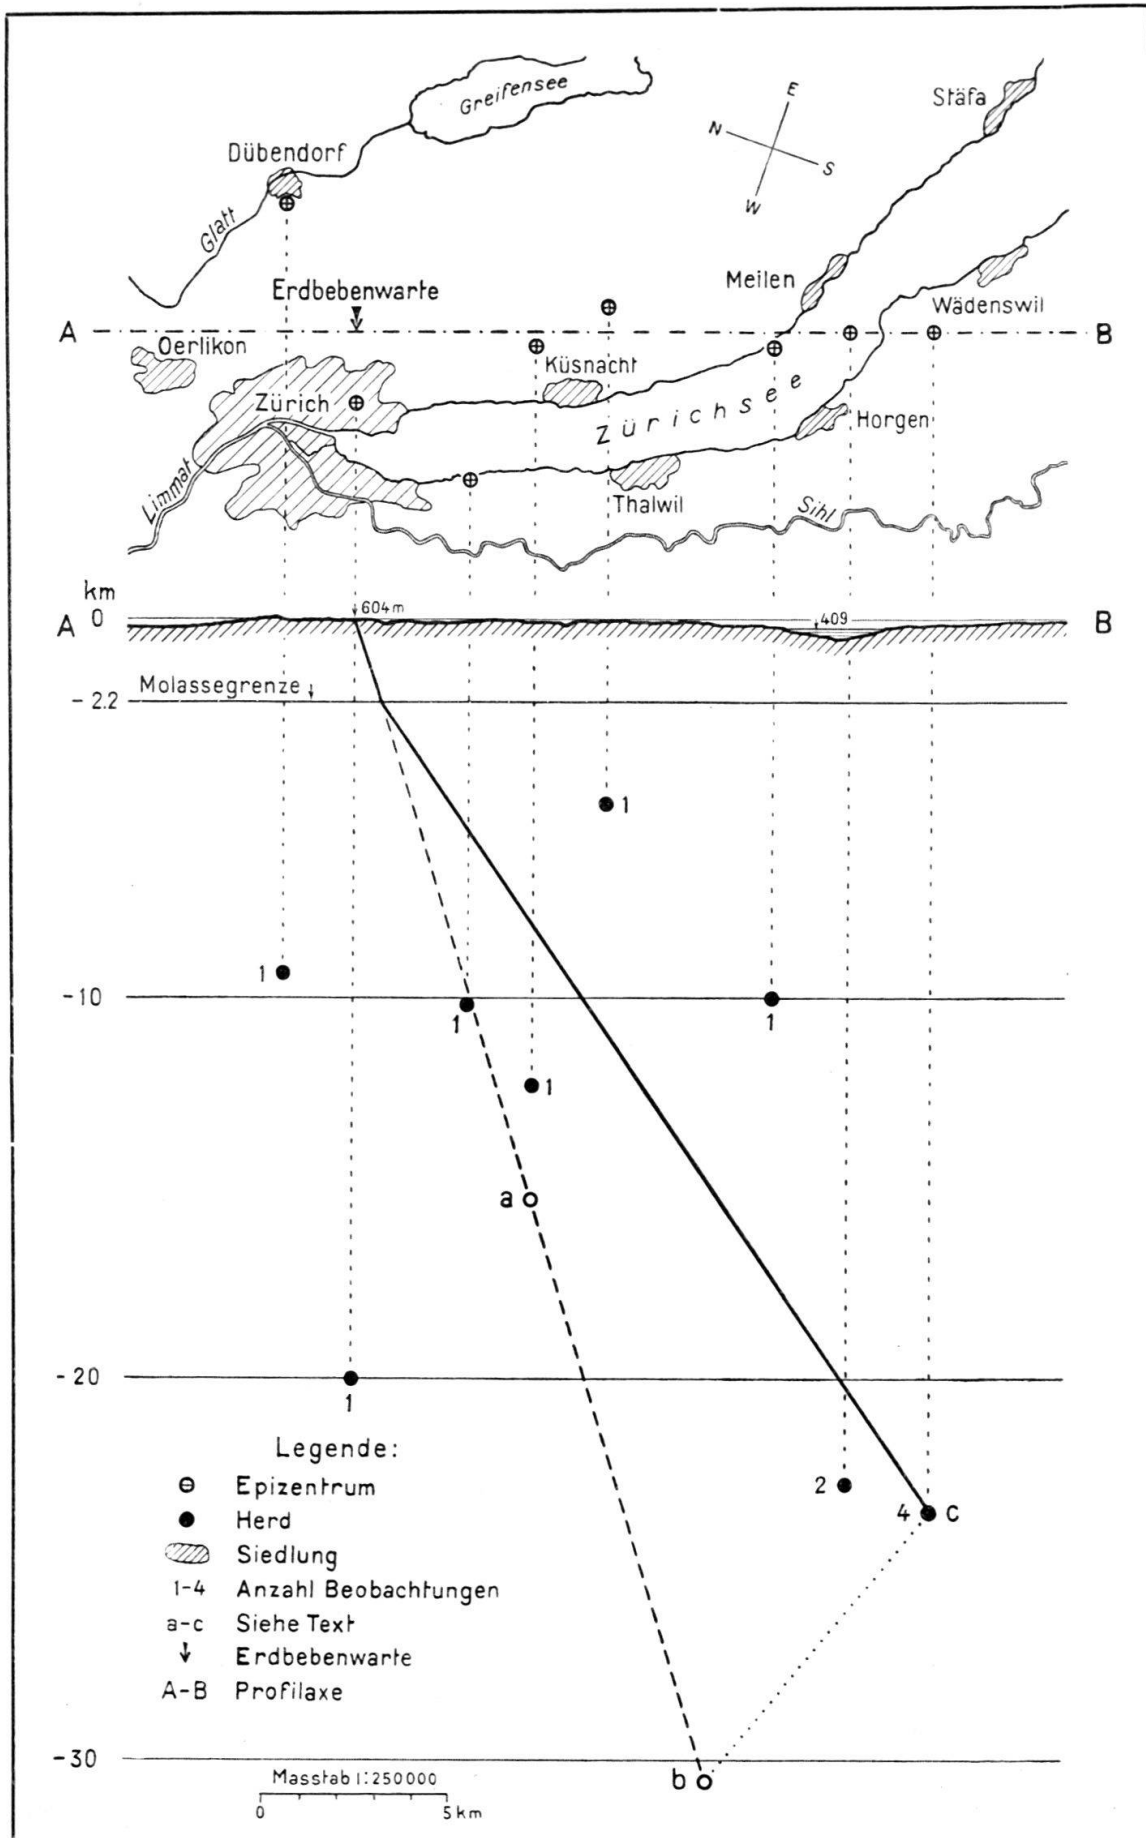 Greifensee
Stäfa
E
N
S
W
Dübendorf
Glatt
Erdbebenwarte
Meilen
Wädenswil
A
B
Oerlikon
Küsnacht
Zürich
Zürichsee
Horgen
Limmat
Thalwil
Sihl
km
A 0
604m
409
B
Molassegrenze
-2.2
1
1
-10
1
1
1
a
-20
1
2
4 c
Legende:
Epizentrum
Herd
Siedlung
1-4 Anzahl Beobachtungen
a-c Siehe Text
Erdbebenwarte
A-B Profilaxe
-30
b
Masstab 1:250000
0 5 km